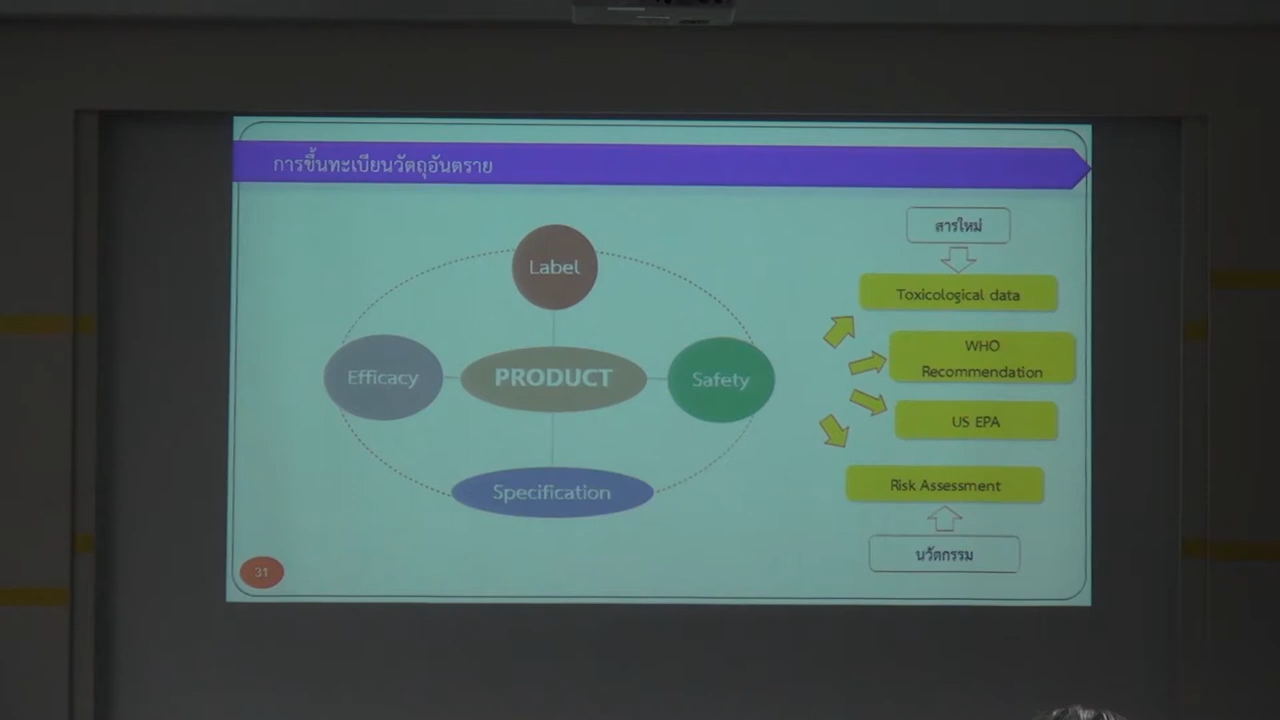 การขึ้นทะเบียนวัตถุอันตราย
Label
Efficacy
PRODUCT
Safety
Specification
สารใหม่
Toxicological data
WHO
Recommendation
US EPA
Risk Assessment
นวัตกรรม
31